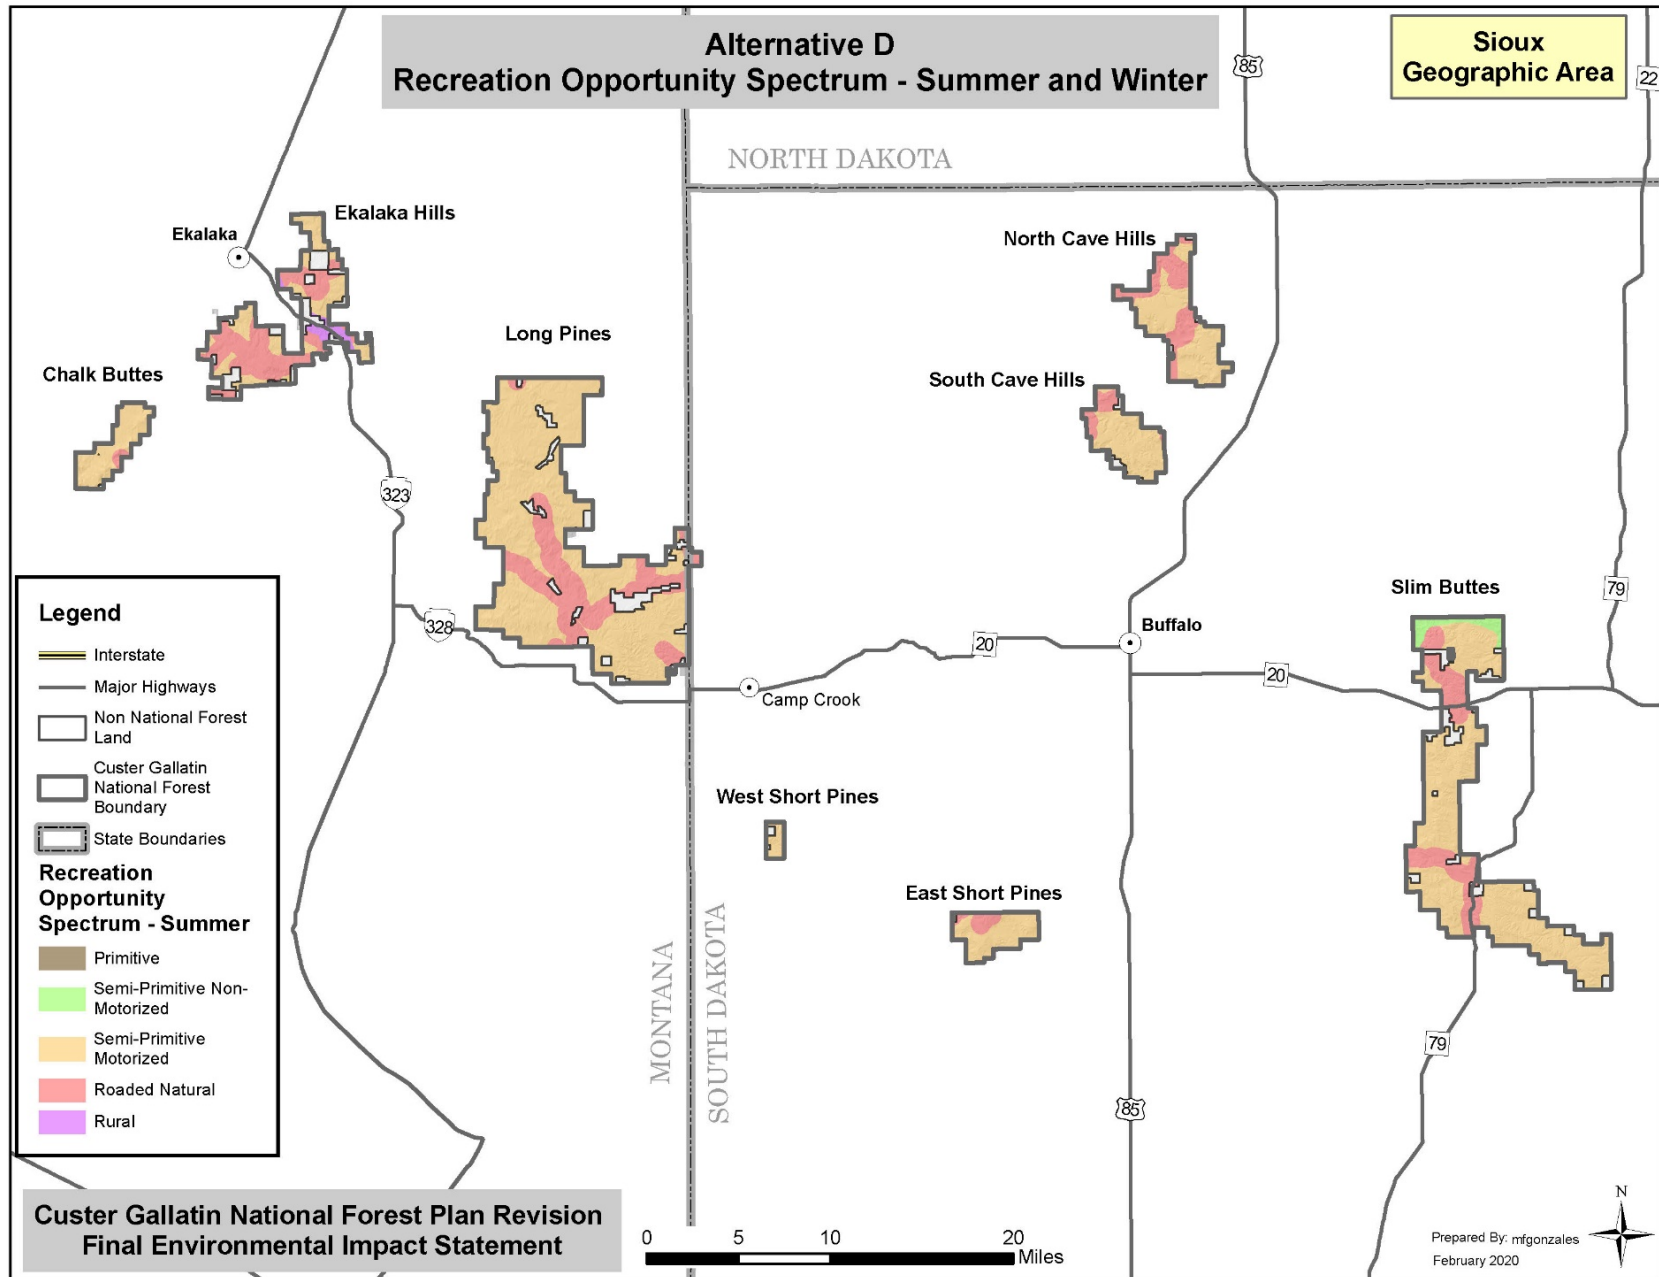 Alternative D
Recreation Opportunity Spectrum - Summer and Winter
Sioux
Geographic Area
85
22
NORTH DAKOTA
Ekalaka Hills
Ekalaka
North Cave Hills
Long Pines
Chalk Buttes
South Cave Hills
323
328
Slim Buttes
79
Buffalo
20
20
Camp Crook
West Short Pines
East Short Pines
MONTANA
SOUTH DAKOTA
79
85
Legend
Interstate
Major Highways
Non National Forest
Land
Custer Gallatin
National Forest
Boundary
State Boundaries
Recreation
Opportunity
Spectrum - Summer
Primitive
Semi-Primitive Non-
Motorized
Semi-Primitive
Motorized
Roaded Natural
Rural
Custer Gallatin National Forest Plan Revision
Final Environmental Impact Statement
0 5 10 20
Miles
N
Prepared By: mfgonzales
February 2020